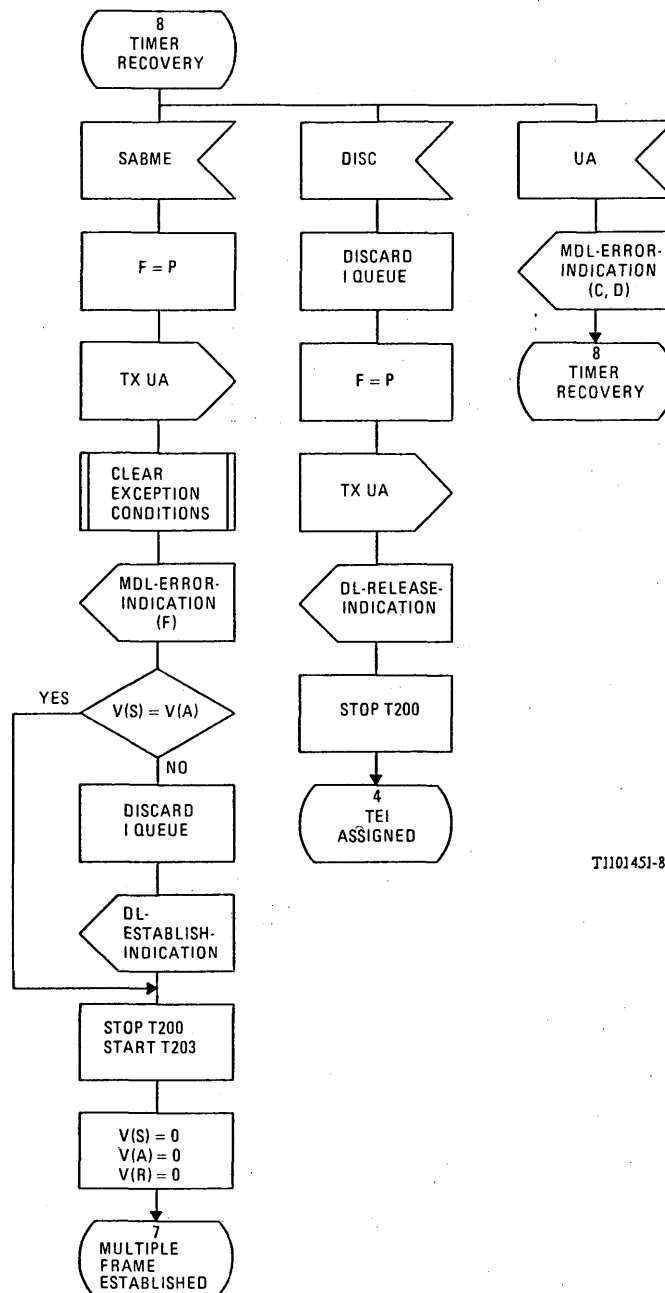 8
TIMER
RECOVERY
SABME
F = P
TX UA
CLEAR
EXCEPTION
CONDITIONS
MDL-ERROR-
INDICATION
(F)
V(S) = V(A)
YES
NO
DISCARD
I QUEUE
DL-
ESTABLISH-
INDICATION
STOP T200
START T203
V(S) = 0
V(A) = 0
V(R) = 0
7
MULTIPLE
FRAME
ESTABLISHED
DISC
DISCARD
I QUEUE
F = P
TX UA
DL-RELEASE-
INDICATION
STOP T200
4
TEI
ASSIGNED
UA
MDL-ERROR-
INDICATION
(C, D)
8
TIMER
RECOVERY
T1101451-8